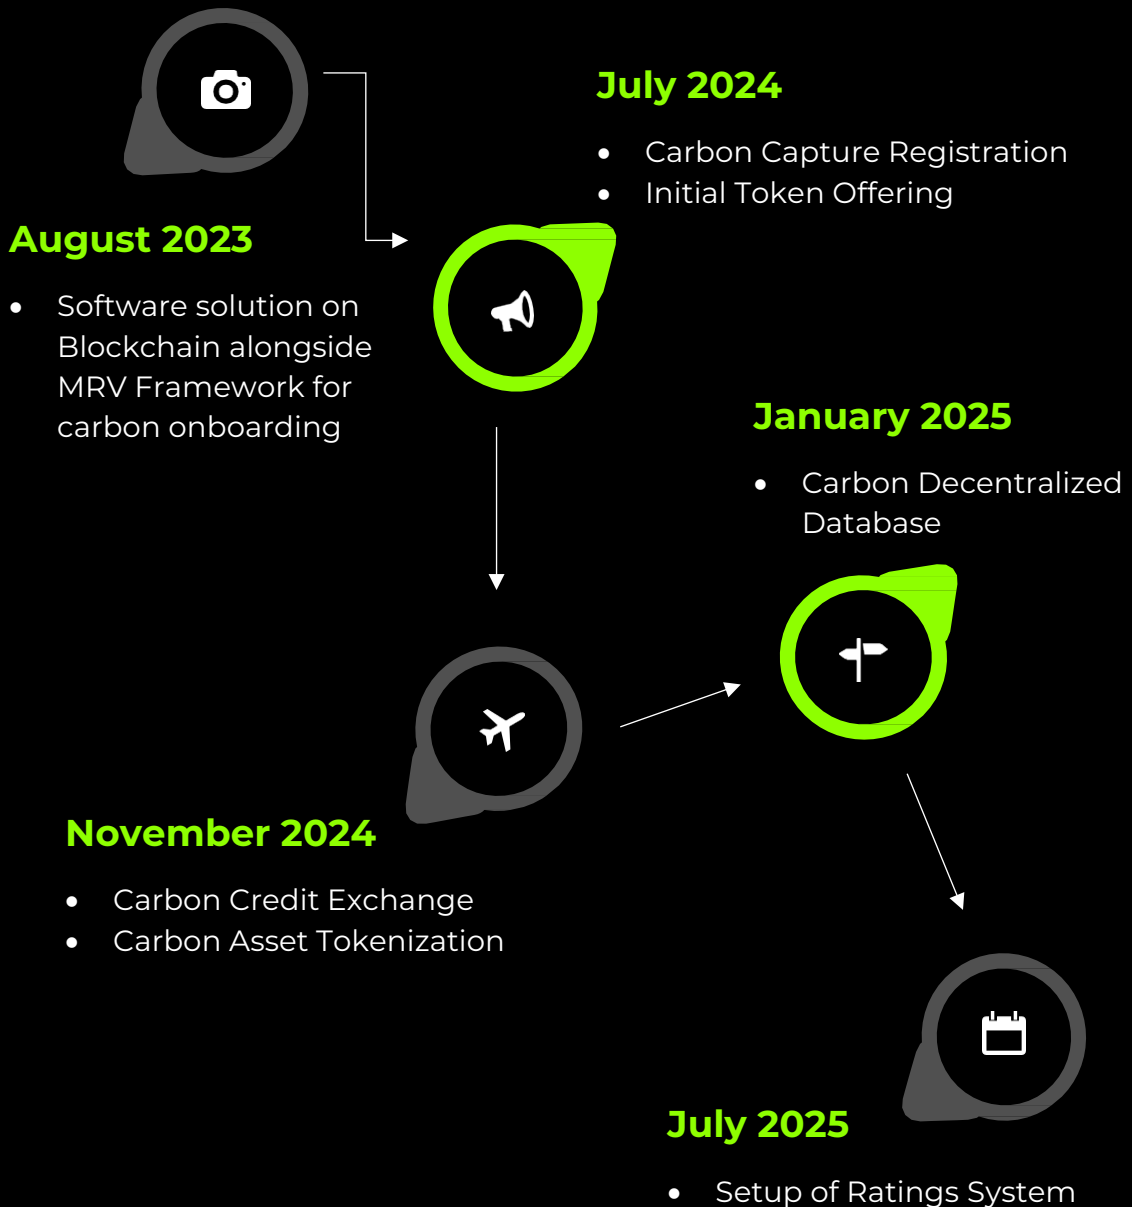 August 2023
• Software solution on
Blockchain alongside
MRV Framework for
carbon onboarding
July 2024
• Carbon Capture Registration
• Initial Token Offering
November 2024
• Carbon Credit Exchange
• Carbon Asset Tokenization
January 2025
• Carbon Decentralized
Database
July 2025
• Setup of Ratings System